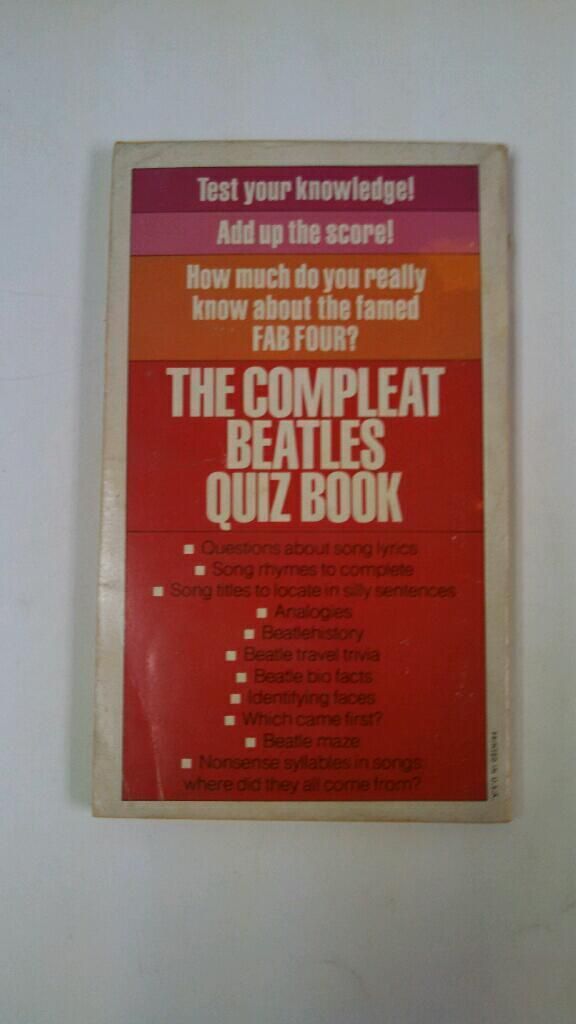 Test your knowledge!
Add up the score!
How much do you really
know about the famed
FAB FOUR?
THE COMPLEAT
BEATLES
QUIZ BOOK
▪ Questions about song lyrics
▪ Song rhymes to complete
▪ Song titles to locate in silly sentences
▪ Analogies
▪ Beatlehistory
▪ Beatle travel trivia
▪ Beatle bio facts
▪ Identifying faces
▪ Which came first?
▪ Beatle maze
▪ Nonsense syllables in songs:
where did they all come from?
PRINTED IN U.S.A.